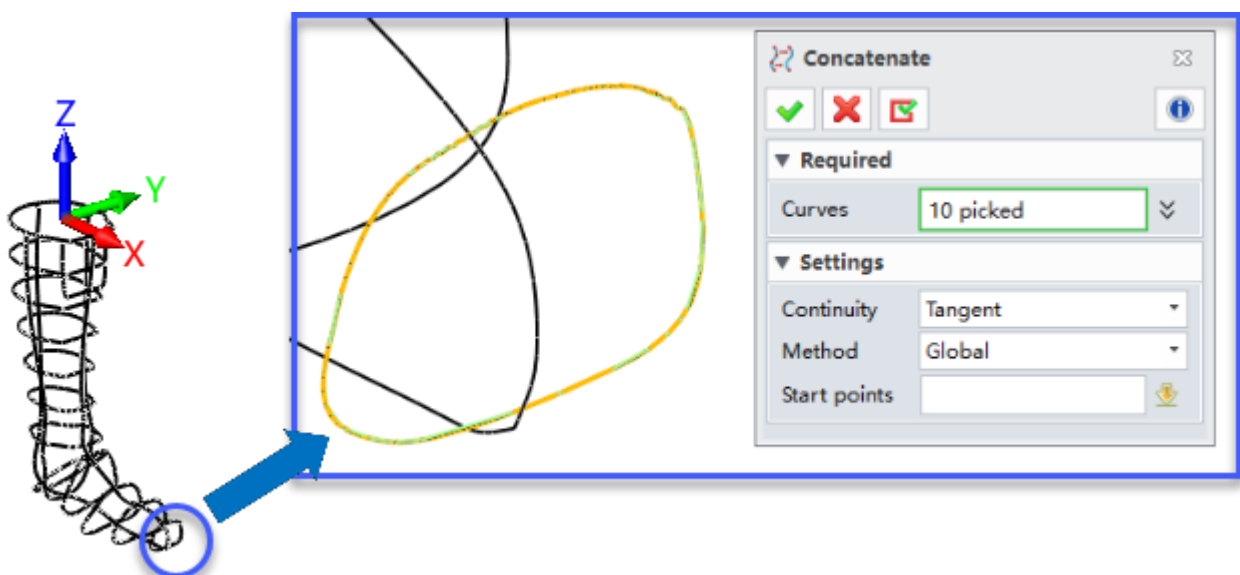 Z
Y
X
Concatenate
Required
Curves 10 picked
Settings
Continuity Tangent
Method Global
Start points